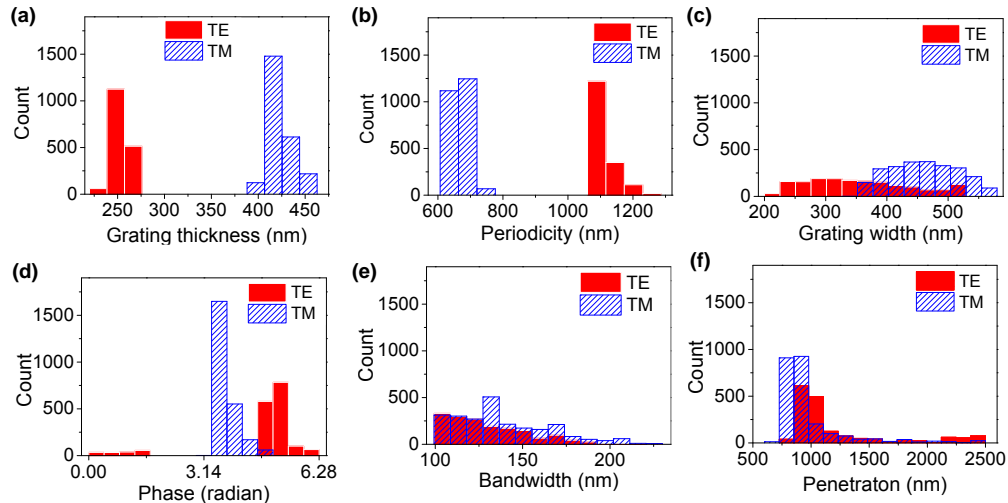 (a)
TE
TM
1500
1000
500
0
Count
250
300
350
400
450
Grating thickness (nm)
(b)
TE
TM
1500
1000
500
0
Count
600
800
1000
1200
Periodicity (nm)
(c)
TE
TM
1500
1000
500
0
Count
200
300
400
500
Grating width (nm)
(d)
TE
TM
1500
1000
500
0
Count
0.00
3.14
6.28
Phase (radian)
(e)
TE
TM
1500
1000
500
0
Count
100
150
200
Bandwidth (nm)
(f)
TE
TM
1500
1000
500
0
Count
500
1000
1500
2000
2500
Penetraton (nm)